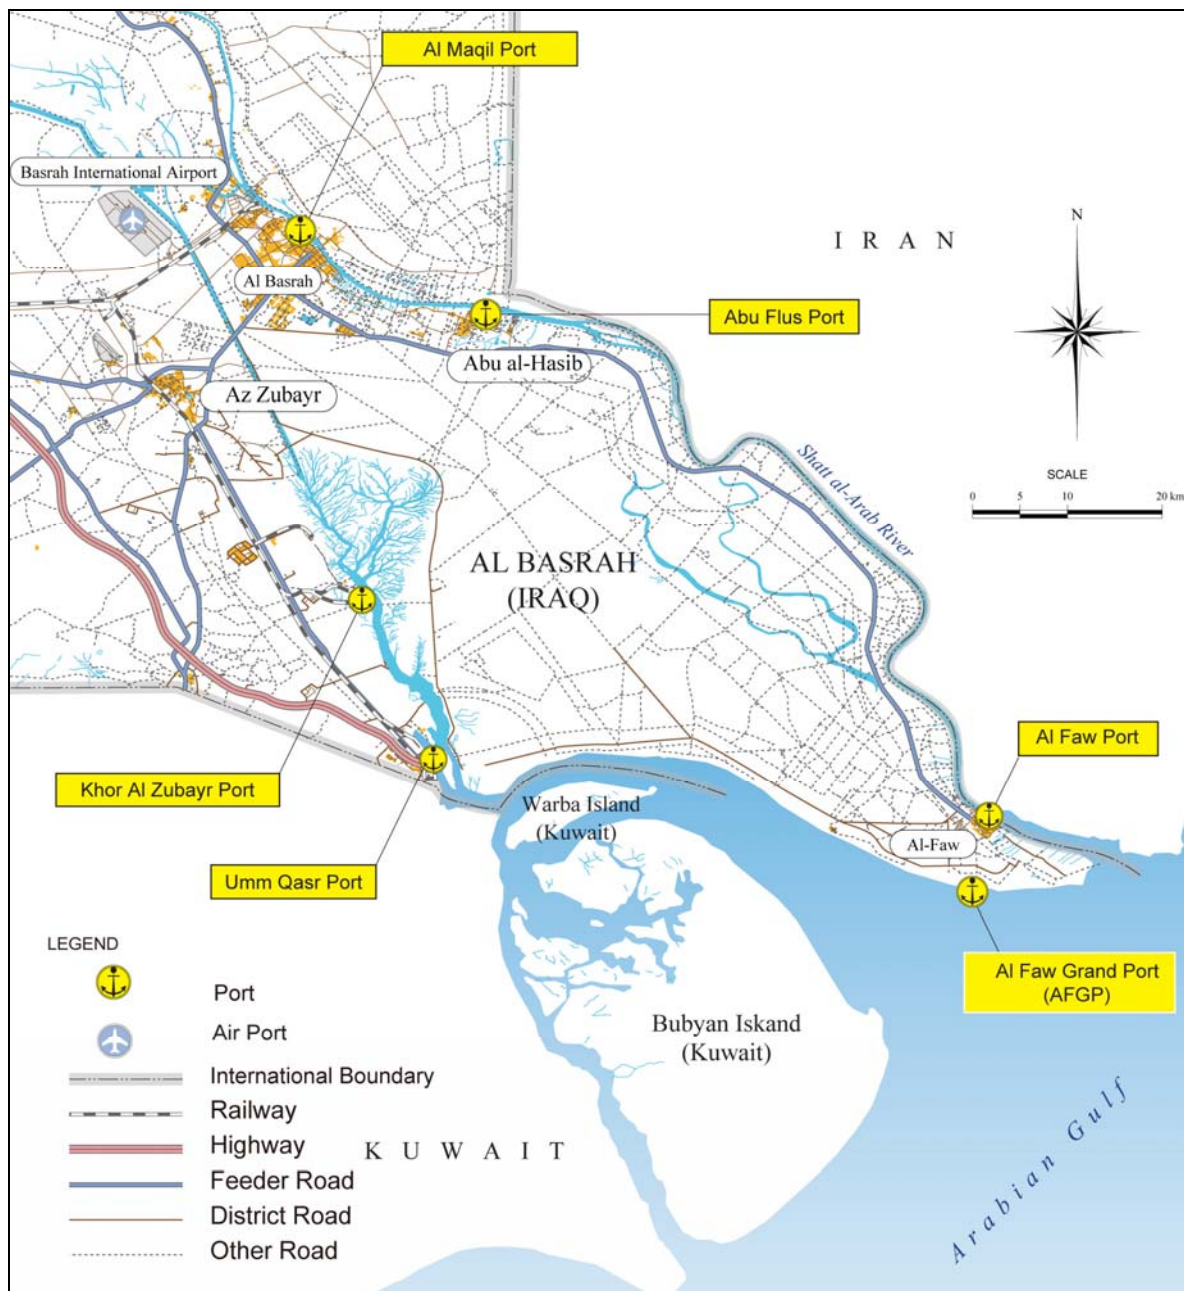 Al Maqil Port
Basrah International Airport
I R A N
N
Al Basrah
Abu Flus Port
Abu al-Hasib
Az Zubayr
Shatt al-Arab River
SCALE
0 5 10 20 km
AL BASRAH
(IRAQ)
Al Faw Port
Khor Al Zubayr Port
Warba Island
(Kuwait)
Al-Faw
Umm Qasr Port
Al Faw Grand Port
(AFGP)
Bubyan Iskand
(Kuwait)
K U W A I T
Arabian Gulf
LEGEND
Port
Air Port
International Boundary
Railway
Highway
Feeder Road
District Road
Other Road